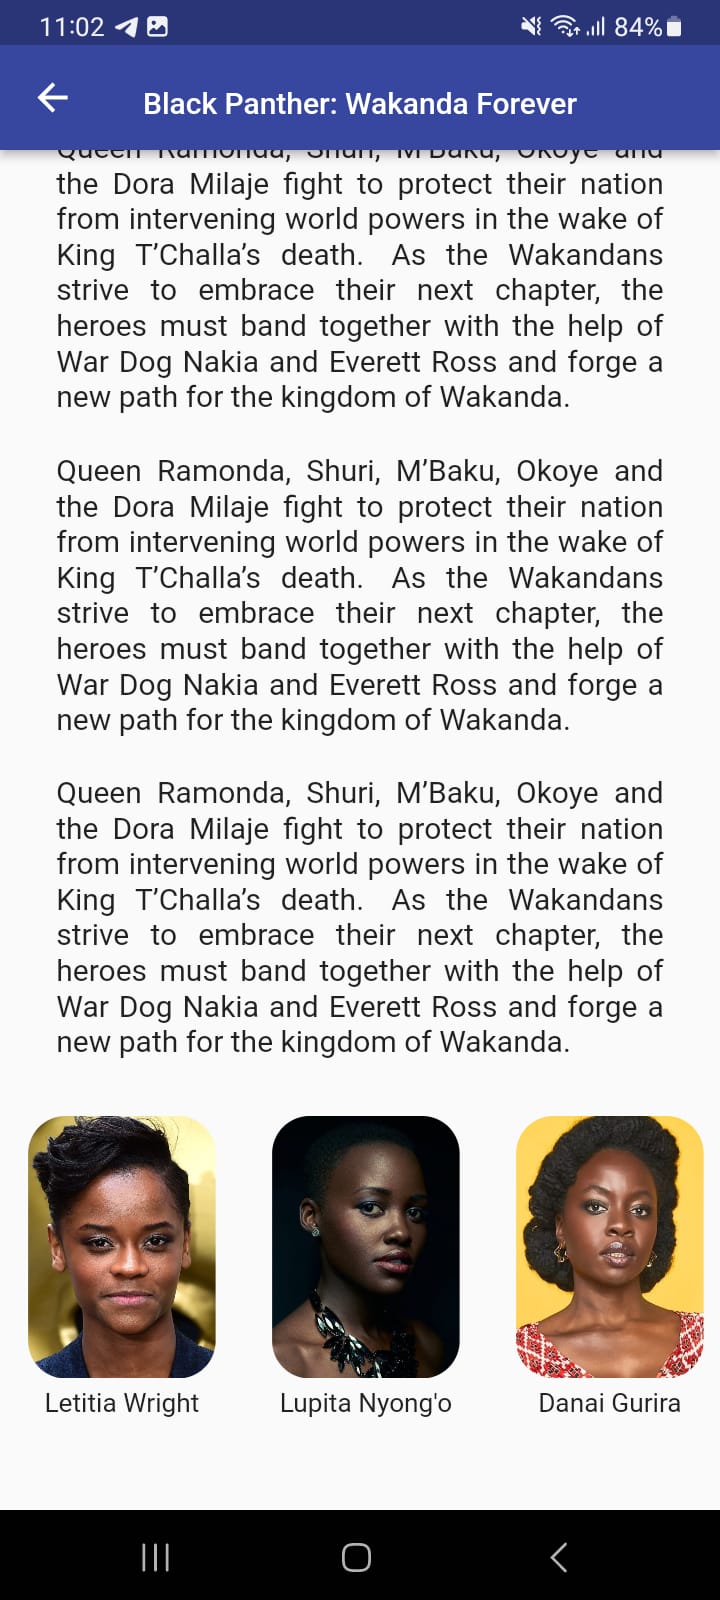 11:02 84%
Black Panther: Wakanda Forever
Queen Ramonda, Shuri, M’Baku, Okoye and
the Dora Milaje fight to protect their nation
from intervening world powers in the wake of
King T’Challa’s death. As the Wakandans
strive to embrace their next chapter, the
heroes must band together with the help of
War Dog Nakia and Everett Ross and forge a
new path for the kingdom of Wakanda.
Queen Ramonda, Shuri, M’Baku, Okoye and
the Dora Milaje fight to protect their nation
from intervening world powers in the wake of
King T’Challa’s death. As the Wakandans
strive to embrace their next chapter, the
heroes must band together with the help of
War Dog Nakia and Everett Ross and forge a
new path for the kingdom of Wakanda.
Queen Ramonda, Shuri, M’Baku, Okoye and
the Dora Milaje fight to protect their nation
from intervening world powers in the wake of
King T’Challa’s death. As the Wakandans
strive to embrace their next chapter, the
heroes must band together with the help of
War Dog Nakia and Everett Ross and forge a
new path for the kingdom of Wakanda.
Letitia Wright Lupita Nyong'o Danai Gurira